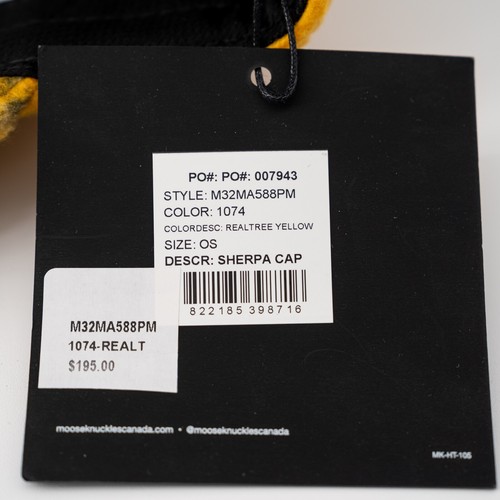 PO#: PO#: 007943
STYLE: M32MA588PM
COLOR: 1074
COLORDESC: REALTREE YELLOW
SIZE: OS
DESCR: SHERPA CAP
822185 398716
M32MA588PM
1074-REALT
$195.00
mooseknucklescanada.com • @mooseknucklescanada
MK-HT-105